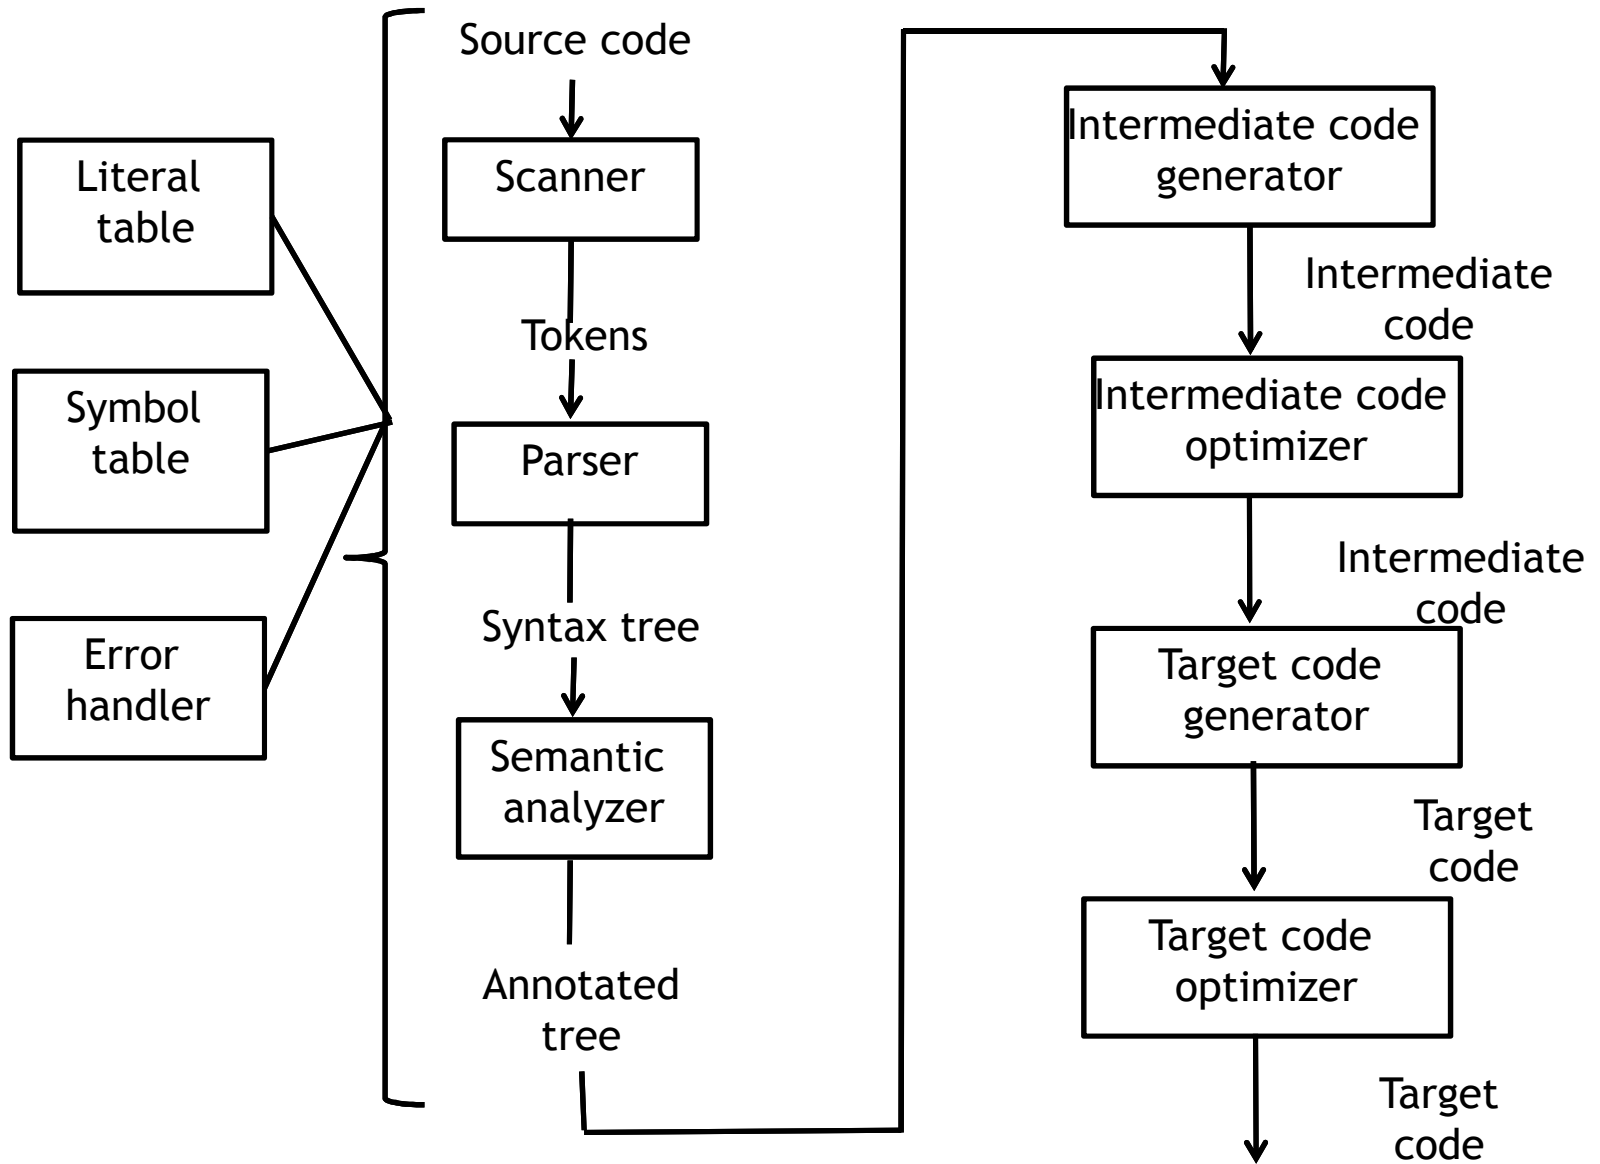 Source code
Scanner
Tokens
Parser
Syntax tree
Semantic
analyzer
Annotated
tree
Literal
table
Symbol
table
Error
handler
Intermediate code
generator
Intermediate
code
Intermediate code
optimizer
Intermediate
code
Target code
generator
Target
code
Target code
optimizer
Target
code